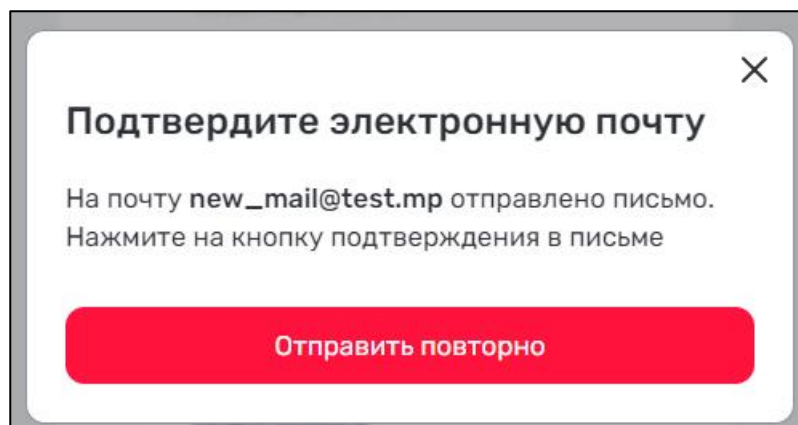 Подтвердите электронную почту
На почту new_mail@test.mp отправлено письмо.
Нажмите на кнопку подтверждения в письме
Отправить повторно